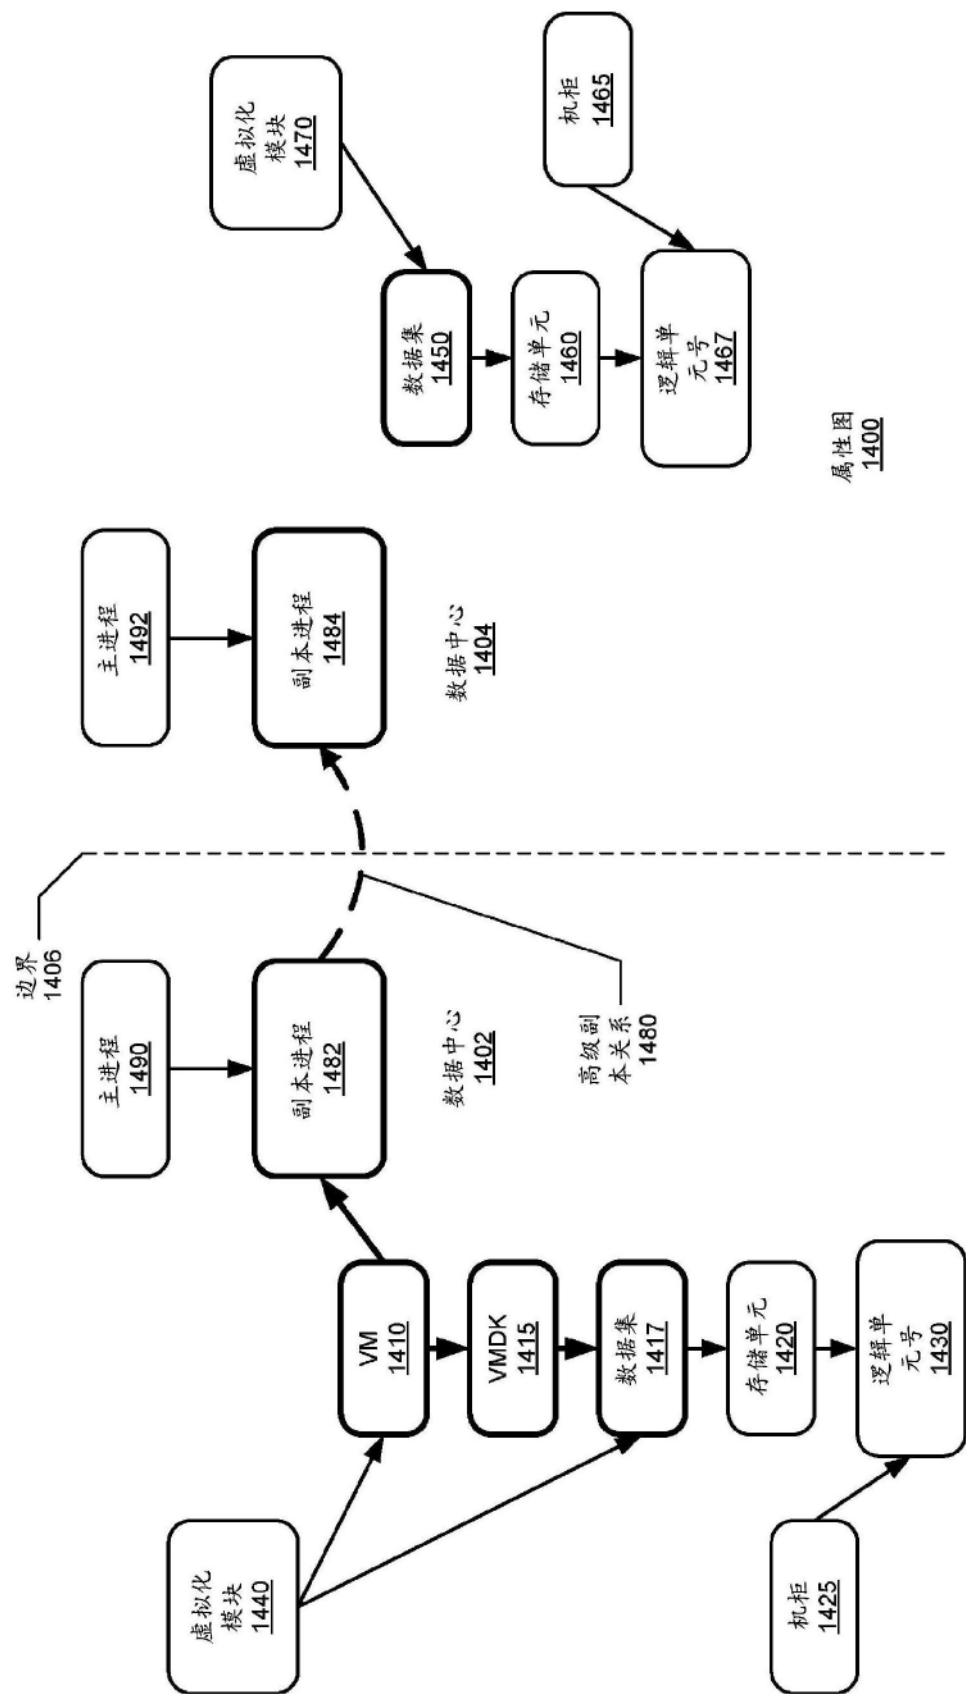 边界
1406
主进程
1490
主进程
1492
虚拟化
模块
1470
副本进程
1482
副本进程
1484
VM
1410
数据中心
1402
数据中心
1404
虚拟化
模块
1440
VMDK
1415
数据集
1450
高级副
本关系
1480
数据集
1417
存储单元
1460
机柜
1465
存储单元
1420
逻辑单
元号
1467
机柜
1425
逻辑单
元号
1430
属性图
1400